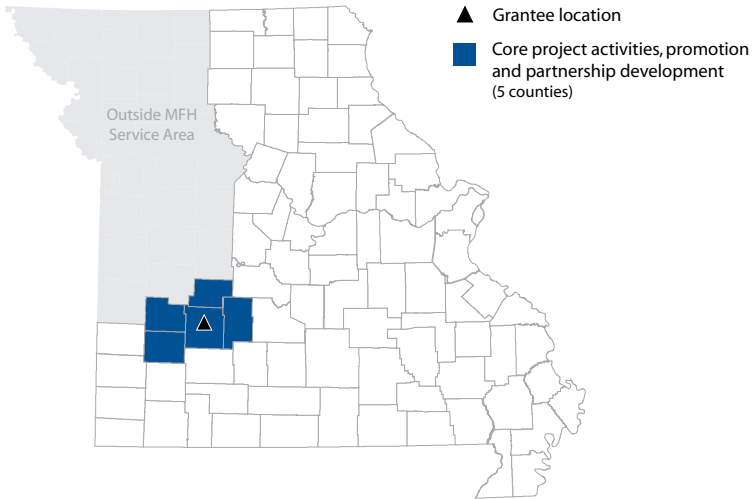 Grantee location
Core project activities, promotion
and partnership development
(5 counties)
Outside MFH
Service Area